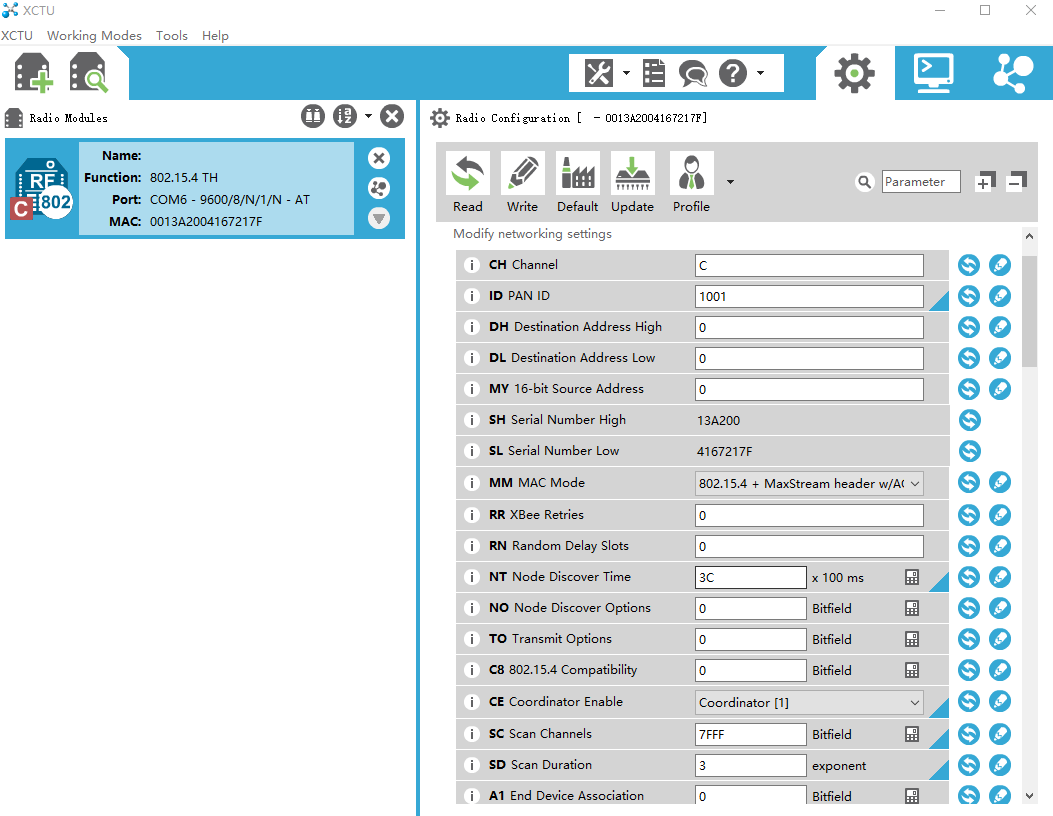 XCTU
XCTU Working Modes Tools Help
Radio Modules
Radio Configuration [ - 0013A2004167217F]
RF
802
C
Name:
Function: 802.15.4 TH
Port: COM6 - 9600/8/N/1/N - AT
MAC: 0013A2004167217F
Read Write Default Update Profile
Parameter
Modify networking settings
i CH Channel C
i ID PAN ID 1001
i DH Destination Address High 0
i DL Destination Address Low 0
i MY 16-bit Source Address 0
i SH Serial Number High 13A200
i SL Serial Number Low 4167217F
i MM MAC Mode 802.15.4 + MaxStream header w/AC
i RR XBee Retries 0
i RN Random Delay Slots 0
i NT Node Discover Time 3C x 100 ms
i NO Node Discover Options 0 Bitfield
i TO Transmit Options 0 Bitfield
i C8 802.15.4 Compatibility 0 Bitfield
i CE Coordinator Enable Coordinator [1]
i SC Scan Channels 7FFF Bitfield
i SD Scan Duration 3 exponent
i A1 End Device Association 0 Bitfield